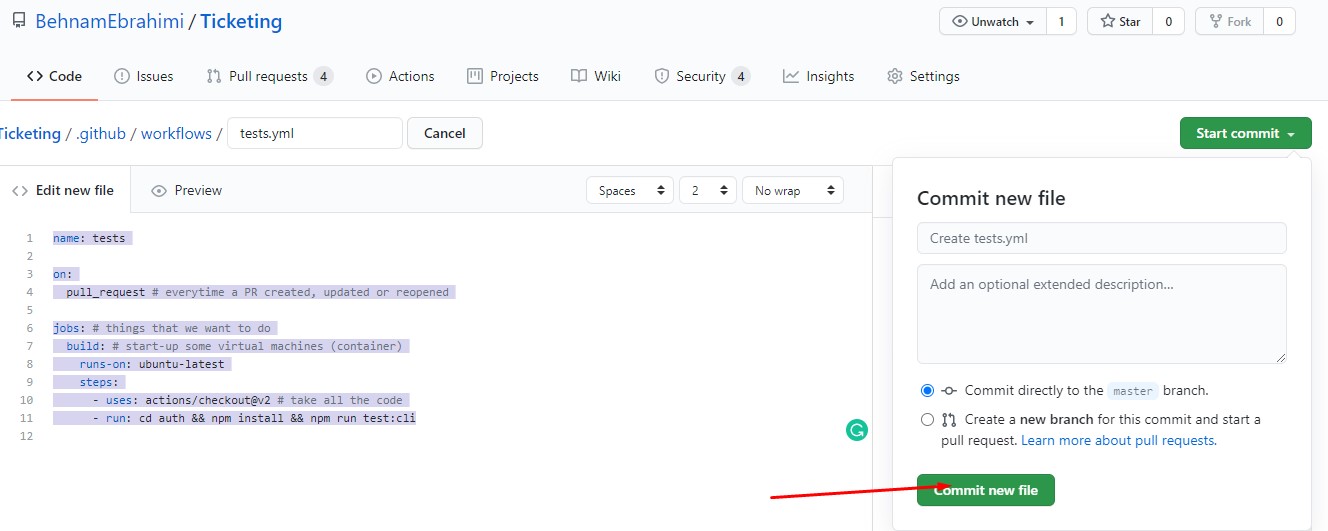 BehnamEbrahimi / Ticketing
Unwatch 1 Star 0 Fork 0
Code Issues Pull requests 4 Actions Projects Wiki Security 4 Insights Settings
Ticketing / .github / workflows / tests.yml Cancel
Start commit
Edit new file Preview
Spaces 2 No wrap
1 name: tests
2
3 on:
4 pull_request # everytime a PR created, updated or reopened
5
6 jobs: # things that we want to do
7 build: # start-up some virtual machines (container)
8 runs-on: ubuntu-latest
9 steps:
10 - uses: actions/checkout@v2 # take all the code
11 - run: cd auth && npm install && npm run test:cli
12
Commit new file
Create tests.yml
Add an optional extended description...
Commit directly to the master branch.
Create a new branch for this commit and start a
pull request. Learn more about pull requests.
Commit new file